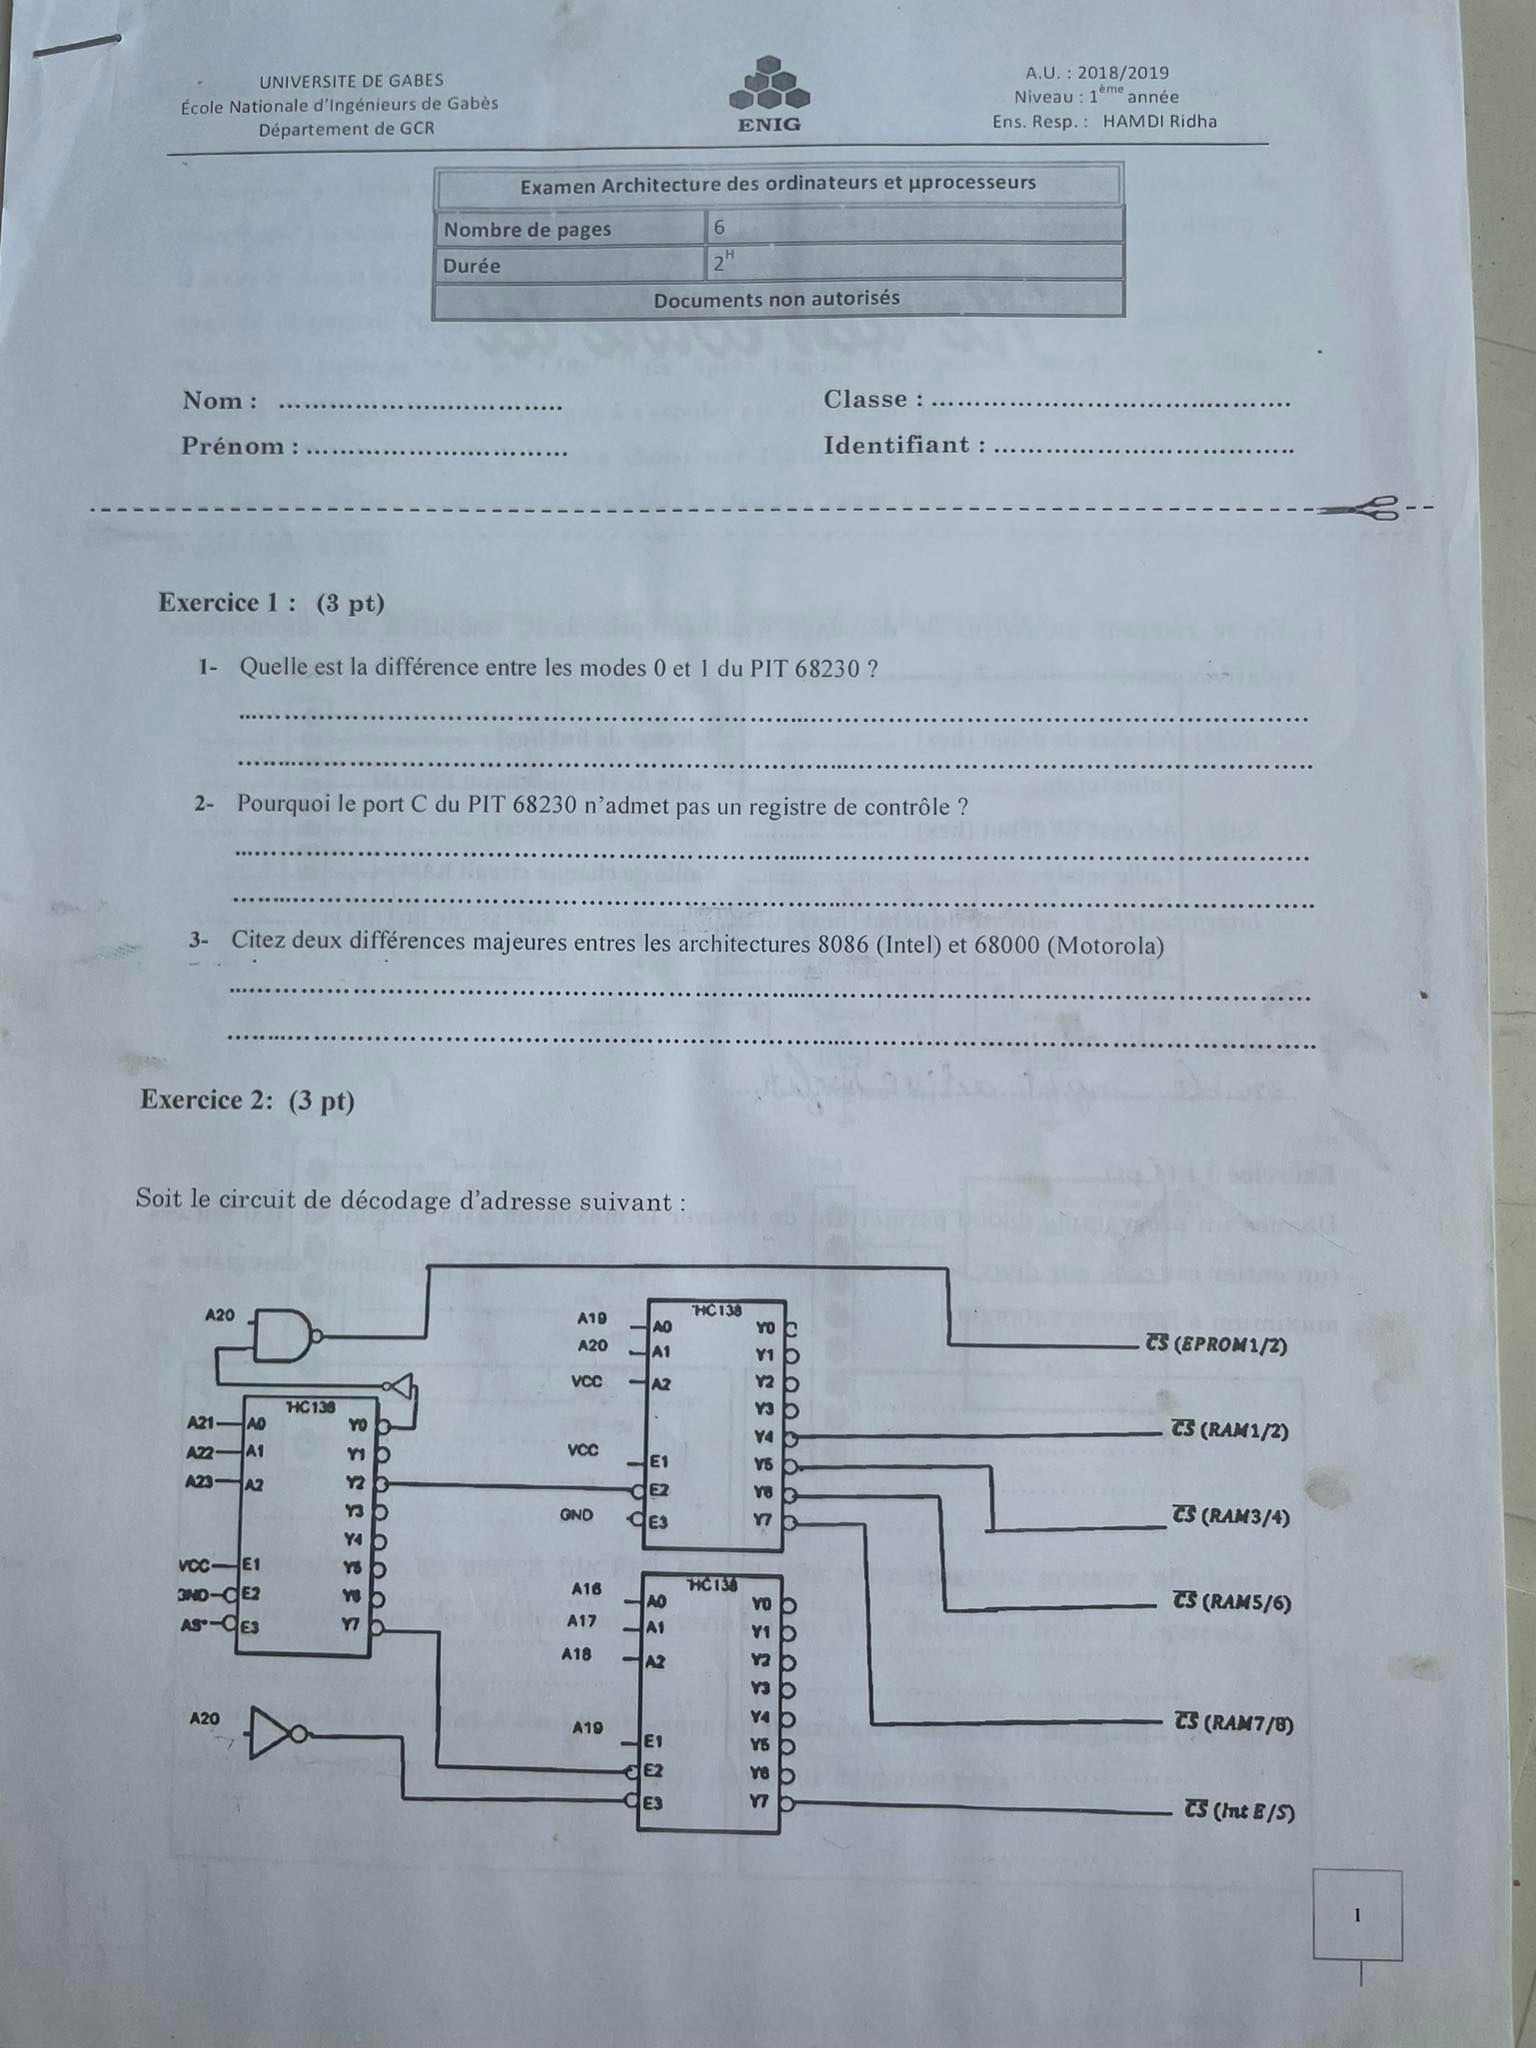 UNIVERSITE DE GABES
École Nationale d'Ingénieurs de Gabès
Département de GCR
ENIG
A.U. : 2018/2019
Niveau : 1ème année
Ens. Resp. : HAMDI Ridha
Examen Architecture des ordinateurs et µprocesseurs
Nombre de pages 6
Durée 2H
Documents non autorisés
Nom : ....................................
Classe : ....................................
Prénom : ....................................
Identifiant : ....................................
Exercice 1 : (3 pt)
1- Quelle est la différence entre les modes 0 et 1 du PIT 68230 ?
2- Pourquoi le port C du PIT 68230 n'admet pas un registre de contrôle ?
3- Citez deux différences majeures entres les architectures 8086 (Intel) et 68000 (Motorola)
Exercice 2: (3 pt)
Soit le circuit de décodage d'adresse suivant :
A20
HC138
A21 A0 Y0
A22 A1 Y1
A23 A2 Y2
Y3
Y4
VCC E1 Y5
GND E2 Y6
AS* E3 Y7
A20
HC138
A19 A0 Y0
A20 A1 Y1
VCC A2 Y2
Y3
Y4
VCC E1 Y5
E2 Y6
GND E3 Y7
HC138
A16 A0 Y0
A17 A1 Y1
A18 A2 Y2
Y3
Y4
A19 E1 Y5
E2 Y6
E3 Y7
CS (EPROM1/2)
CS (RAM1/2)
CS (RAM3/4)
CS (RAM5/6)
CS (RAM7/8)
CS (Int E/S)
1